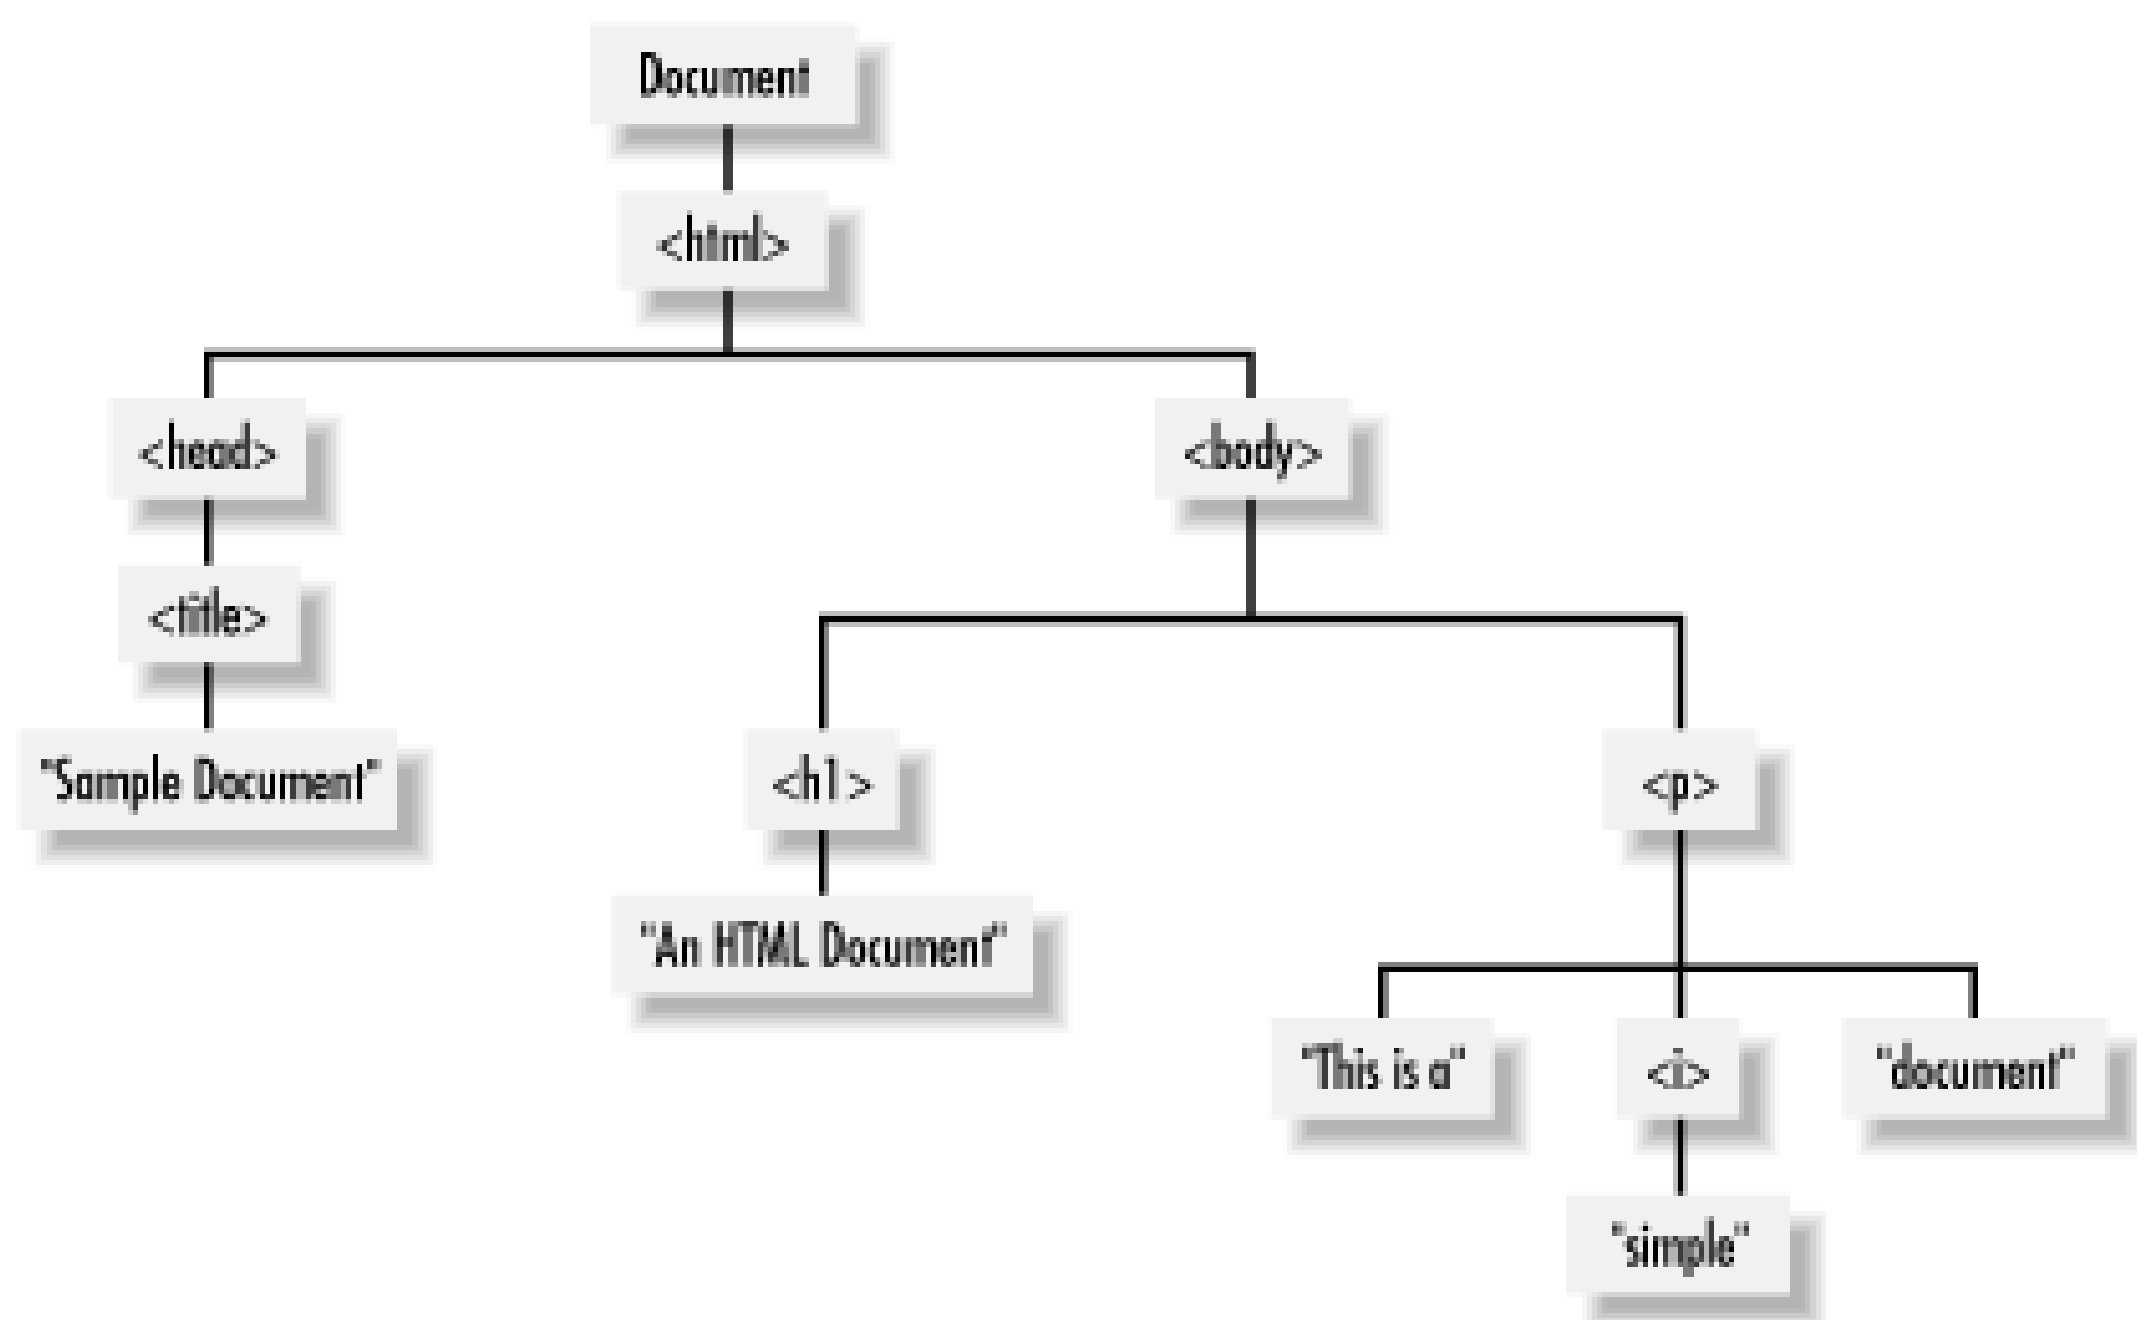 Document
<html>
<head>
<body>
<title>
"Sample Document"
<h1>
<p>
"An HTML Document"
"This is a"
<i>
"document"
"simple"